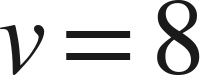 ν = 8